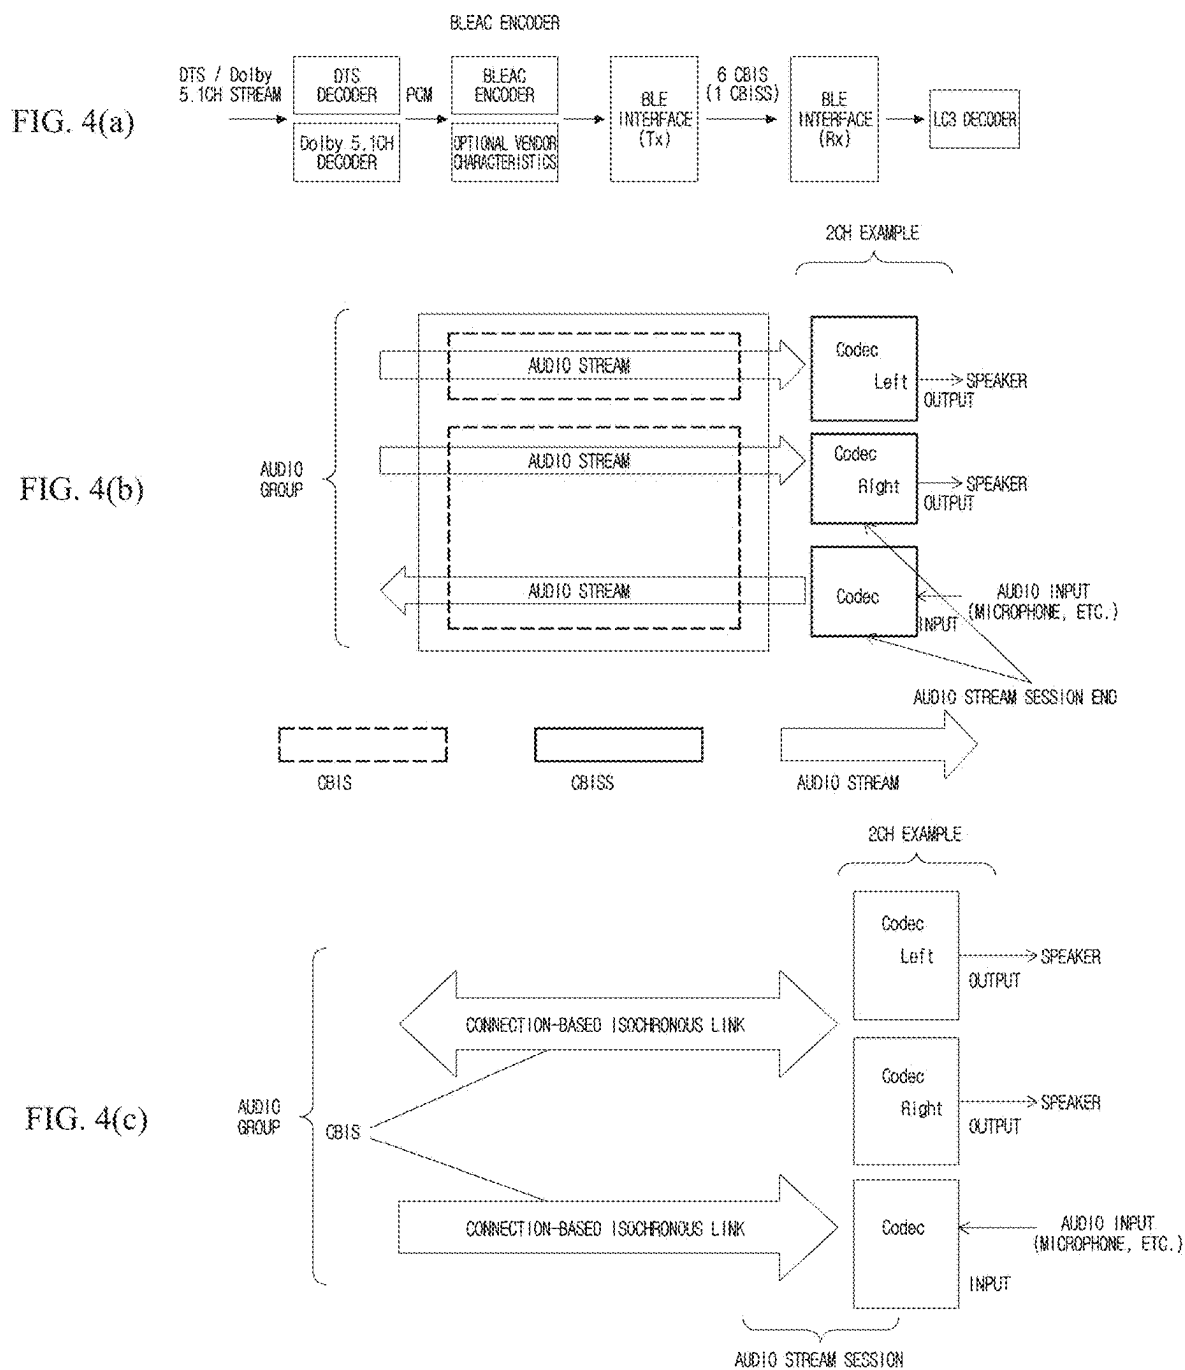 FIG. 4(a)
BLEAC ENCODER
DTS / Dolby
5.1CH STREAM
DTS
DECODER
Dolby 5.1CH
DECODER
PCM
BLEAC
ENCODER
OPTIONAL VENDOR
CHARACTERISTICS
BLE
INTERFACE
(Tx)
6 CBIS
(1 CBISS)
BLE
INTERFACE
(Rx)
LC3 DECODER
FIG. 4(b)
2CH EXAMPLE
AUDIO
GROUP
AUDIO STREAM
Codec
Left
SPEAKER
OUTPUT
AUDIO STREAM
Codec
Right
SPEAKER
OUTPUT
AUDIO STREAM
Codec
AUDIO INPUT
(MICROPHONE, ETC.)
INPUT
AUDIO STREAM SESSION END
CBIS
CBISS
AUDIO STREAM
FIG. 4(c)
2CH EXAMPLE
AUDIO
GROUP
CBIS
CONNECTION-BASED ISOCHRONOUS LINK
Codec
Left
SPEAKER
OUTPUT
Codec
Right
SPEAKER
OUTPUT
CONNECTION-BASED ISOCHRONOUS LINK
Codec
AUDIO INPUT
(MICROPHONE, ETC.)
INPUT
AUDIO STREAM SESSION